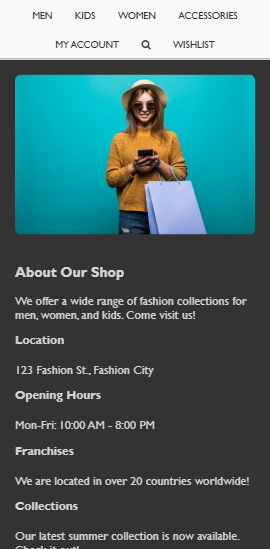 MEN KIDS WOMEN ACCESSORIES
MY ACCOUNT WISHLIST
About Our Shop
We offer a wide range of fashion collections for
men, women, and kids. Come visit us!
Location
123 Fashion St., Fashion City
Opening Hours
Mon-Fri: 10:00 AM - 8:00 PM
Franchises
We are located in over 20 countries worldwide!
Collections
Our latest summer collection is now available.
Check it out!